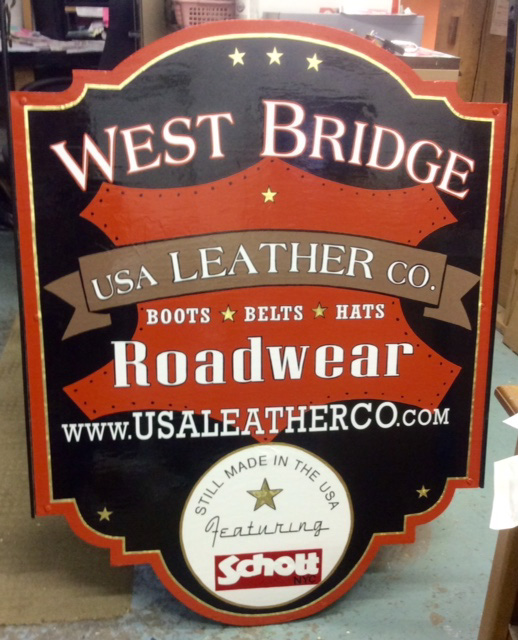 WEST BRIDGE
USA LEATHER CO.
BOOTS ★ BELTS ★ HATS
Roadwear
WWW.USALEATHERCO.COM
STILL MADE IN THE USA
Featuring
Schott
NYC